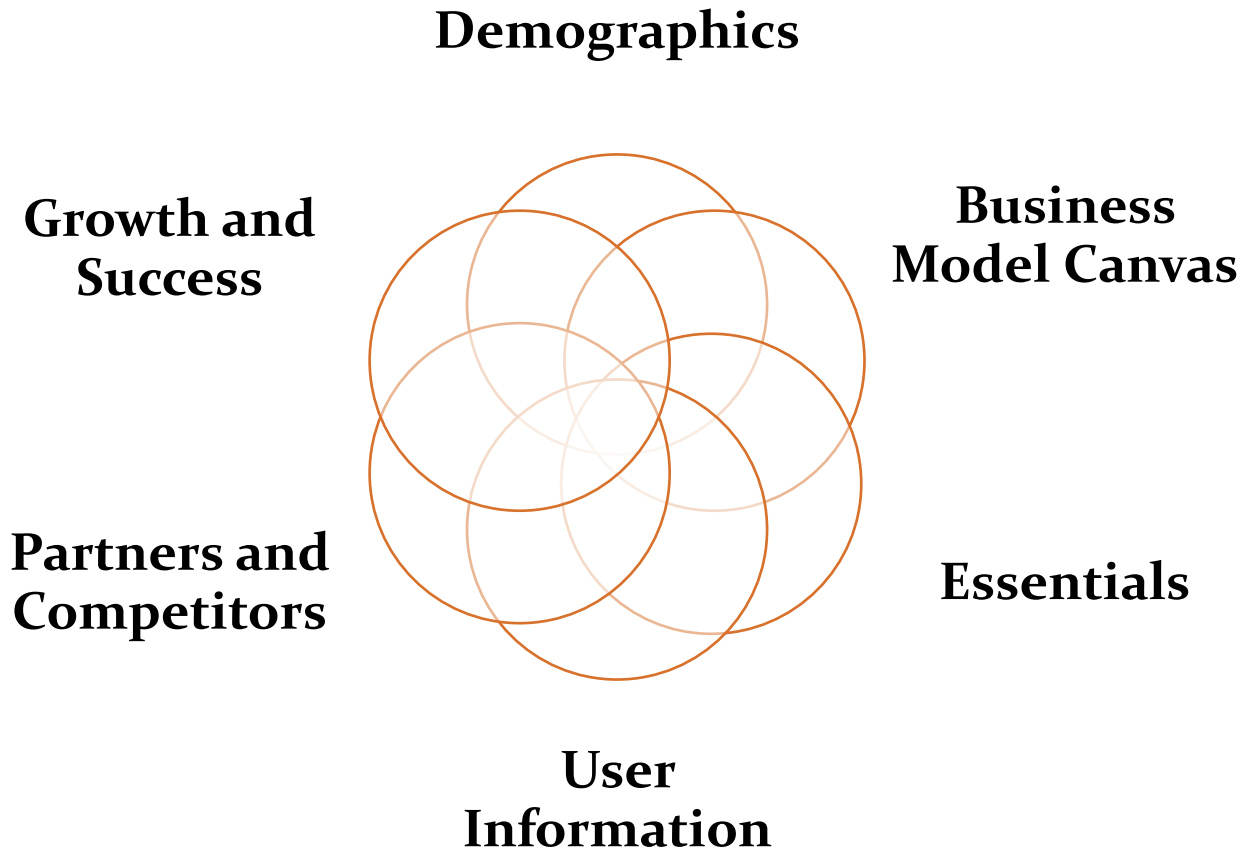 Demographics
Business
Model Canvas
Essentials
User
Information
Partners and
Competitors
Growth and
Success